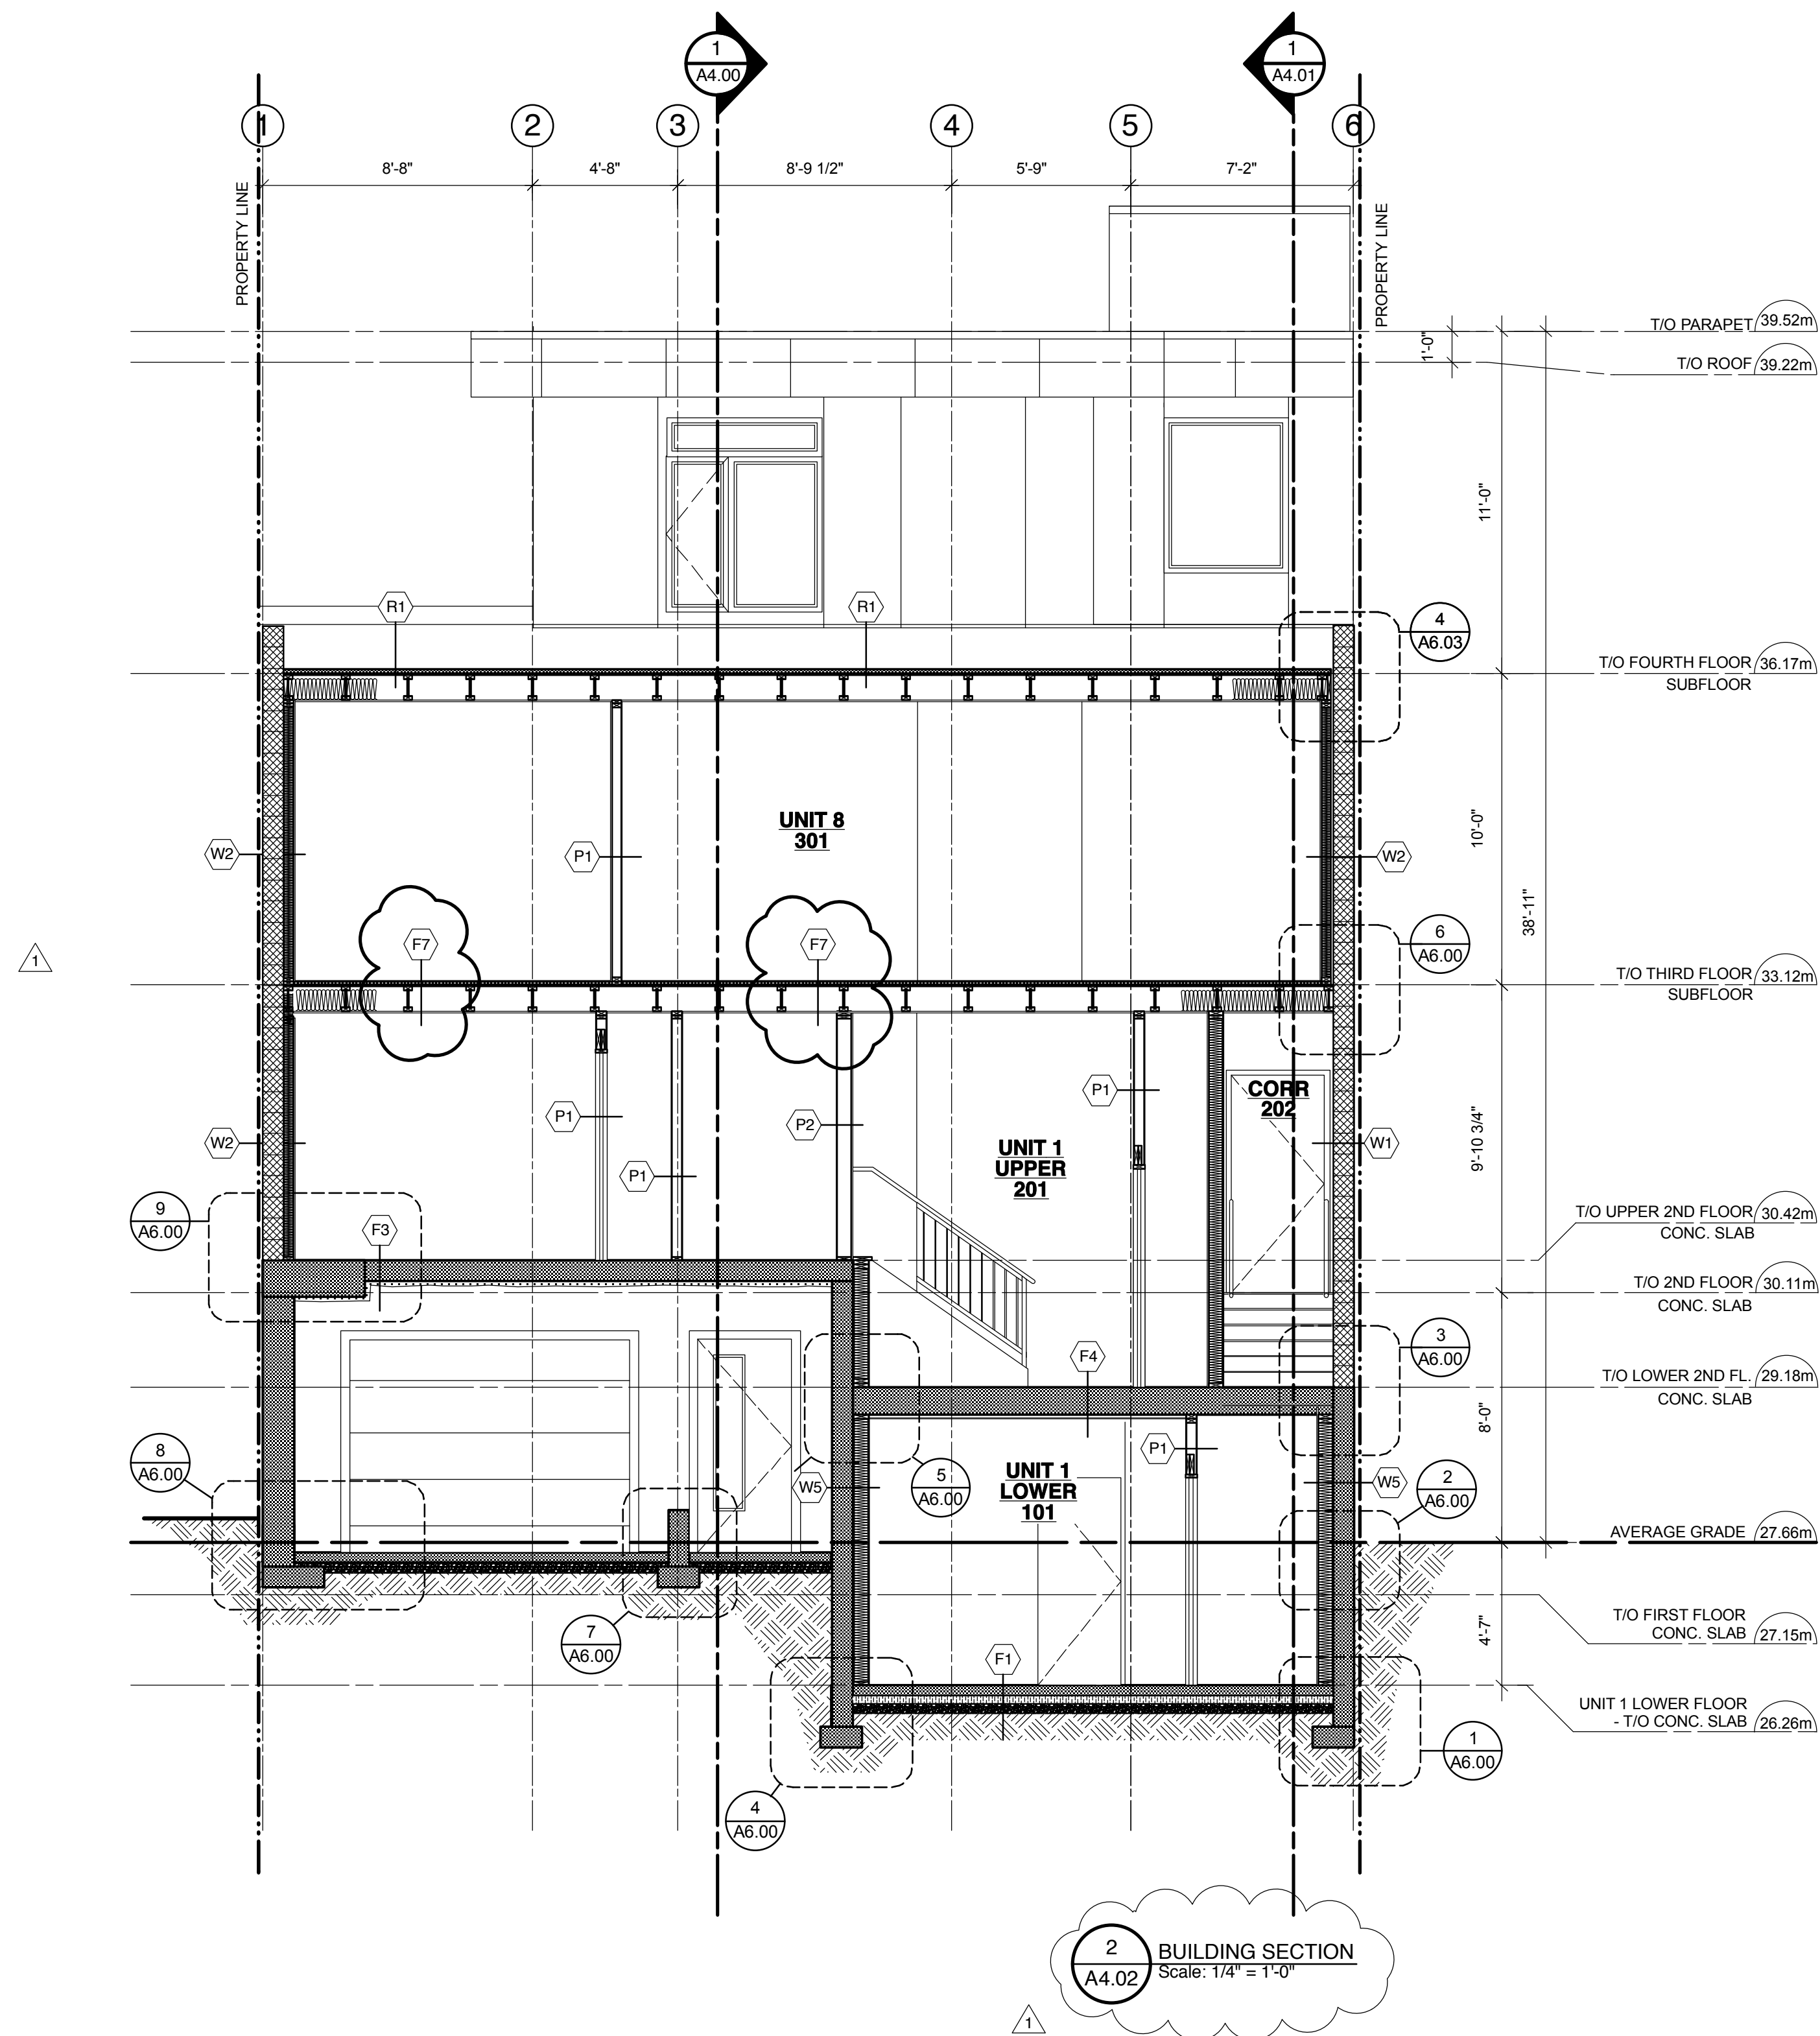 1
A4.00
1
A4.01
1
2
3
4
5
6
8'-8"
4'-8"
8'-9 1/2"
5'-9"
7'-2"
PROPERTY LINE
PROPERTY LINE
T/O PARAPET 39.52m
1'-0"
T/O ROOF 39.22m
11'-0"
R1
R1
4
A6.03
T/O FOURTH FLOOR 36.17m
SUBFLOOR
UNIT 8
301
10'-0"
W2
P1
W2
38'-11"
F7
F7
6
A6.00
1
T/O THIRD FLOOR 33.12m
SUBFLOOR
P1
P1
CORR
202
P2
W2
W1
9'-10 3/4"
UNIT 1
UPPER
201
P1
9
A6.00
F3
T/O UPPER 2ND FLOOR 30.42m
CONC. SLAB
T/O 2ND FLOOR 30.11m
CONC. SLAB
3
A6.00
F4
T/O LOWER 2ND FL. 29.18m
CONC. SLAB
8'-0"
8
A6.00
P1
UNIT 1
LOWER
101
W5
5
A6.00
W5
2
A6.00
AVERAGE GRADE 27.66m
7
A6.00
T/O FIRST FLOOR
CONC. SLAB 27.15m
4'-7"
F1
UNIT 1 LOWER FLOOR
- T/O CONC. SLAB 26.26m
1
A6.00
4
A6.00
2
A4.02
BUILDING SECTION
Scale: 1/4" = 1'-0"
1